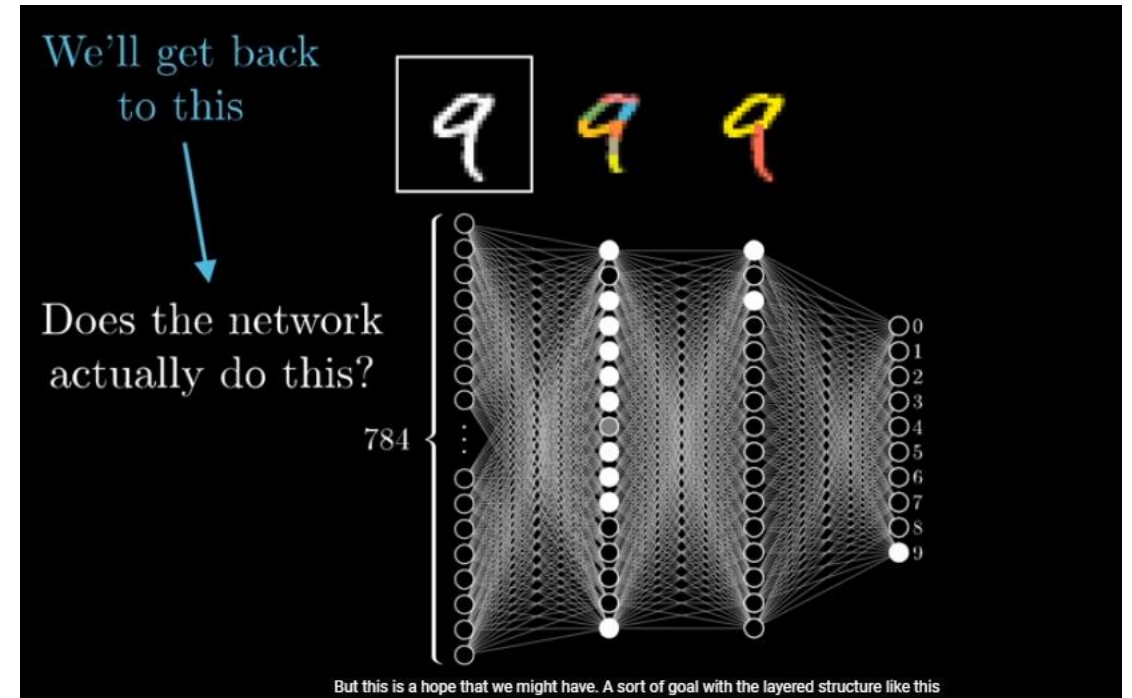 We'll get back
to this
Does the network
actually do this?
784
0
1
2
3
4
5
6
7
8
9
But this is a hope that we might have. A sort of goal with the layered structure like this